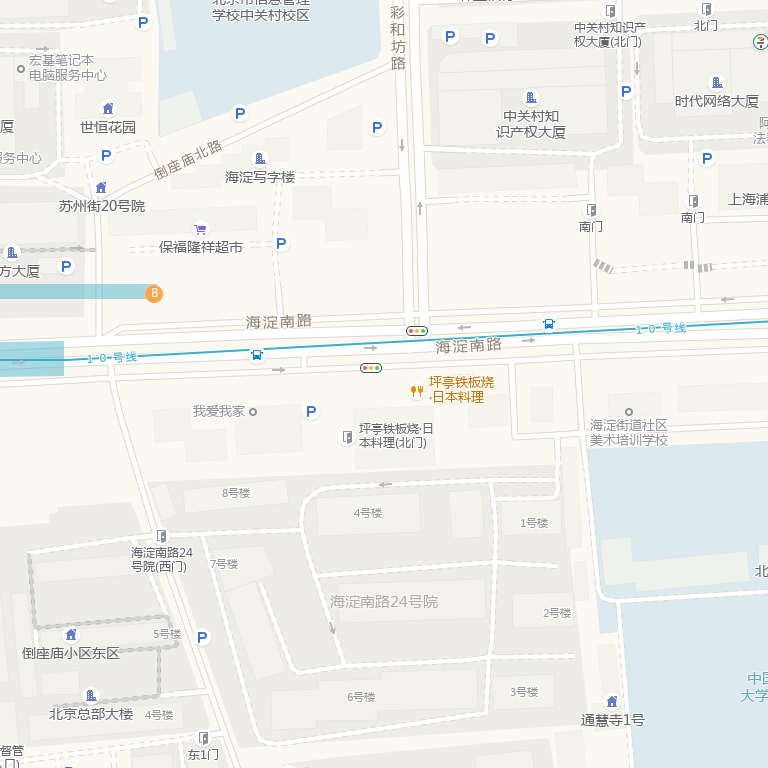 北京市信息管理
学校中关村校区
彩和坊路
中关村知识产
权大厦(北门)
北门
宏基笔记本
电脑服务中心
时代网络大厦
世恒花园
中关村知
识产权大厦
厦
服务中心
倒座庙北路
海淀写字楼
苏州街20号院
上海浦
南门
南门
保福隆祥超市
方大厦
B
海淀南路
10号线
海淀南路
10号线
坪亭铁板烧
·日本料理
我爱我家
坪亭铁板烧·日
本料理(北门)
海淀街道社区
美术培训学校
8号楼
4号楼
1号楼
海淀南路24
号院(西门)
7号楼
北
海淀南路24号院
2号楼
5号楼
倒座庙小区东区
6号楼
3号楼
中国
大学
北京总部大楼
4号楼
通慧寺1号
督管
东1门